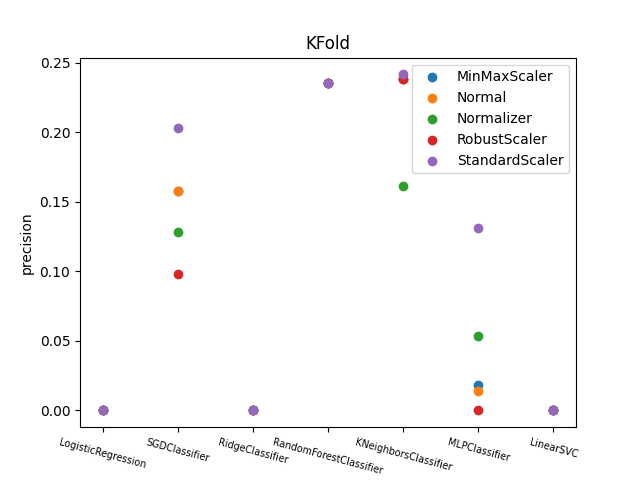 KFold
precision
0.25
0.20
0.15
0.10
0.05
0.00
MinMaxScaler
Normal
Normalizer
RobustScaler
StandardScaler
LogisticRegression
SGDClassifier
RidgeClassifier
RandomForestClassifier
KNeighborsClassifier
MLPClassifier
LinearSVC